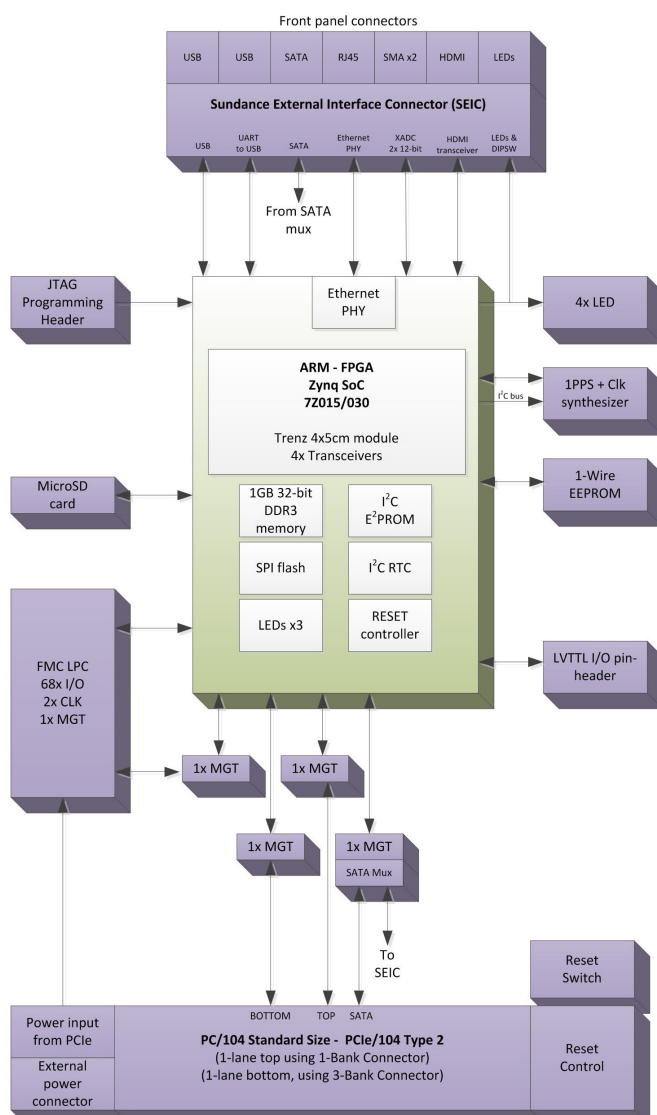 Front panel connectors
USB
USB
SATA
RJ45
SMA x2
HDMI
LEDs
Sundance External Interface Connector (SEIC)
USB
UART
to USB
SATA
Ethernet
PHY
XADC
2x 12-bit
HDMI
transceiver
LEDs &
DIPSW
From SATA
mux
JTAG
Programming
Header
Ethernet
PHY
4x LED
ARM - FPGA
Zynq SoC
7Z015/030
Trenz 4x5cm module
4x Transceivers
I²C bus
1PPS + Clk
synthesizer
MicroSD
card
1GB 32-bit
DDR3
memory
I²C
E²PROM
1-Wire
EEPROM
SPI flash
I²C RTC
LEDs x3
RESET
controller
FMC LPC
68x I/O
2x CLK
1x MGT
LVTTL I/O pin-
header
1x MGT
1x MGT
1x MGT
1x MGT
SATA Mux
To
SEIC
Reset
Switch
BOTTOM
TOP
SATA
Power input
from PCIe
External
power
connector
PC/104 Standard Size - PCIe/104 Type 2
(1-lane top using 1-Bank Connector)
(1-lane bottom, using 3-Bank Connector)
Reset
Control